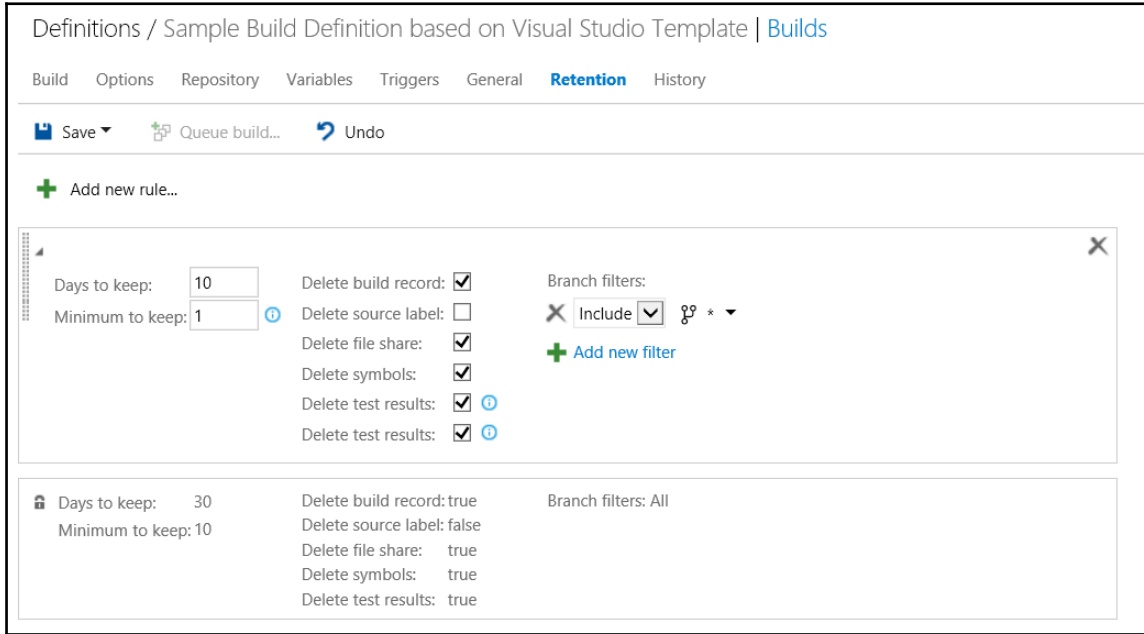 Definitions / Sample Build Definition based on Visual Studio Template | Builds
Build Options Repository Variables Triggers General Retention History
Save Queue build... Undo
Add new rule...
Days to keep: 10
Minimum to keep: 1
Delete build record:
Delete source label:
Delete file share:
Delete symbols:
Delete test results:
Delete test results:
Branch filters:
Include *
Add new filter
Days to keep: 30
Minimum to keep: 10
Delete build record: true
Delete source label: false
Delete file share: true
Delete symbols: true
Delete test results: true
Branch filters: All